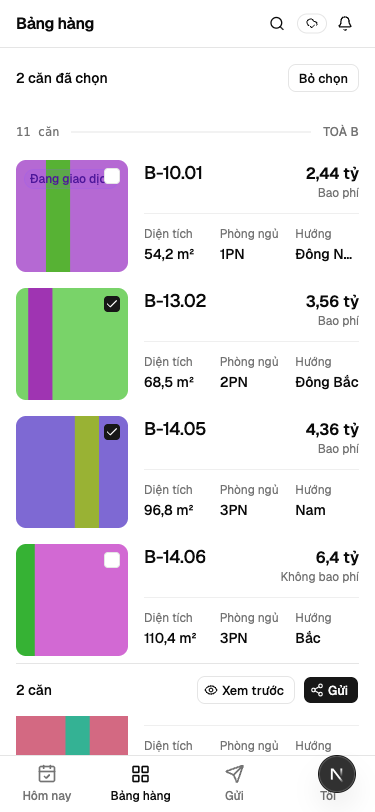 Bảng hàng
2 căn đã chọn
Bỏ chọn
11 căn
TOÀ B
Đang giao dịc
B-10.01
2,44 tỷ
Bao phí
Diện tích Phòng ngủ Hướng
54,2 m² 1PN Đông N...
B-13.02
3,56 tỷ
Bao phí
Diện tích Phòng ngủ Hướng
68,5 m² 2PN Đông Bắc
B-14.05
4,36 tỷ
Bao phí
Diện tích Phòng ngủ Hướng
96,8 m² 3PN Nam
B-14.06
6,4 tỷ
Không bao phí
Diện tích Phòng ngủ Hướng
110,4 m² 3PN Bắc
2 căn
Xem trước
Gửi
Diện tích Phòng ngủ Hướng
Hôm nay Bảng hàng Gửi Tôi
N